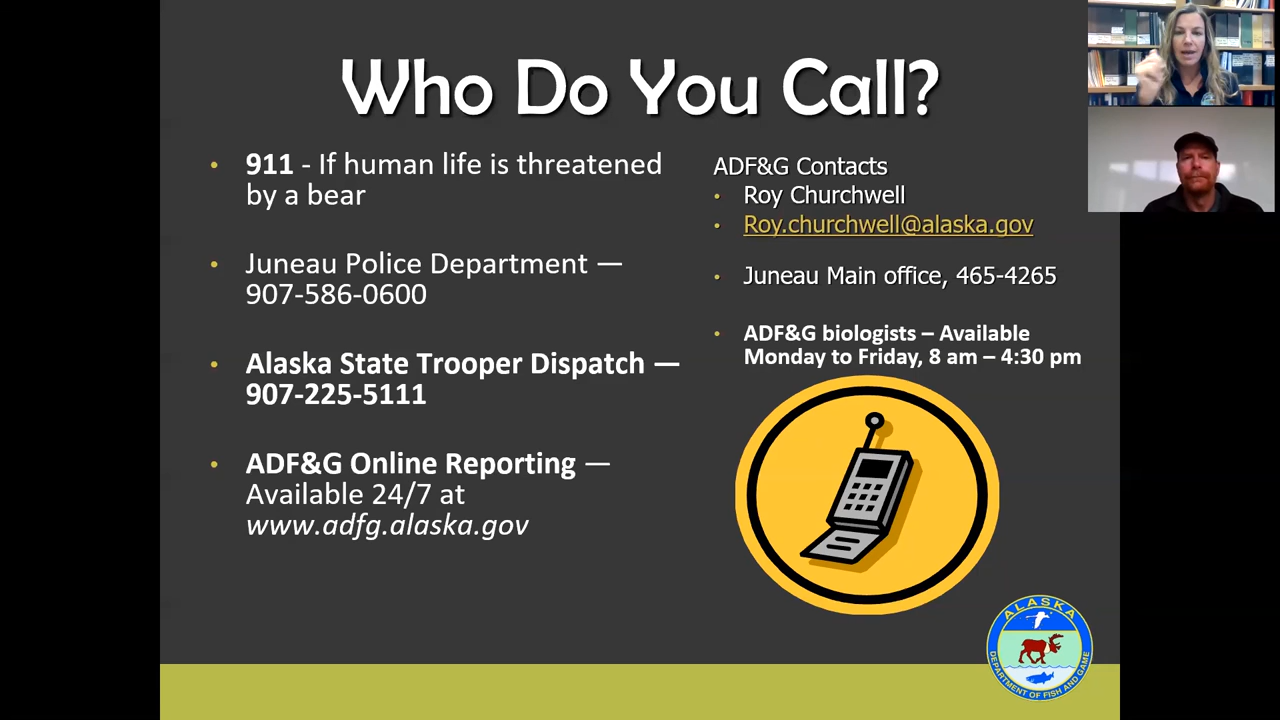 Who Do You Call?
• 911 - If human life is threatened
by a bear
• Juneau Police Department —
907-586-0600
• Alaska State Trooper Dispatch —
907-225-5111
• ADF&G Online Reporting —
Available 24/7 at
www.adfg.alaska.gov
ADF&G Contacts
• Roy Churchwell
• Roy.churchwell@alaska.gov
• Juneau Main office, 465-4265
• ADF&G biologists – Available
Monday to Friday, 8 am – 4:30 pm
ALASKA
DEPARTMENT OF FISH AND GAME